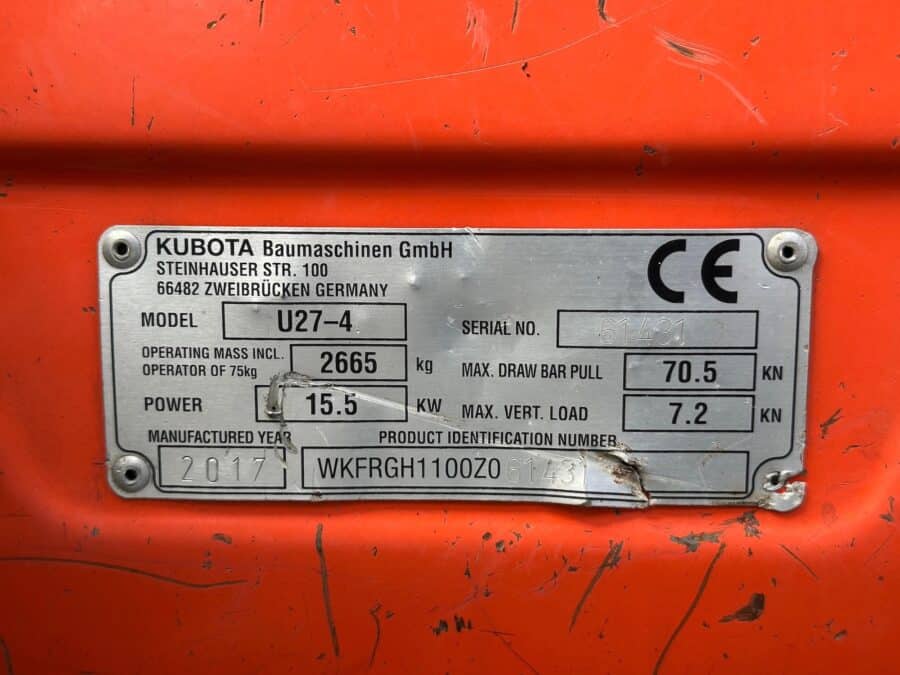 KUBOTA Baumaschinen GmbH
STEINHAUSER STR. 100
66482 ZWEIBRÜCKEN GERMANY
CE
MODEL U27-4
SERIAL NO. 61431
OPERATING MASS INCL. OPERATOR OF 75kg 2665 kg
MAX. DRAW BAR PULL 70.5 KN
POWER 15.5 KW
MAX. VERT. LOAD 7.2 KN
MANUFACTURED YEAR
PRODUCT IDENTIFICATION NUMBER
2017
WKFRGH1100Z0